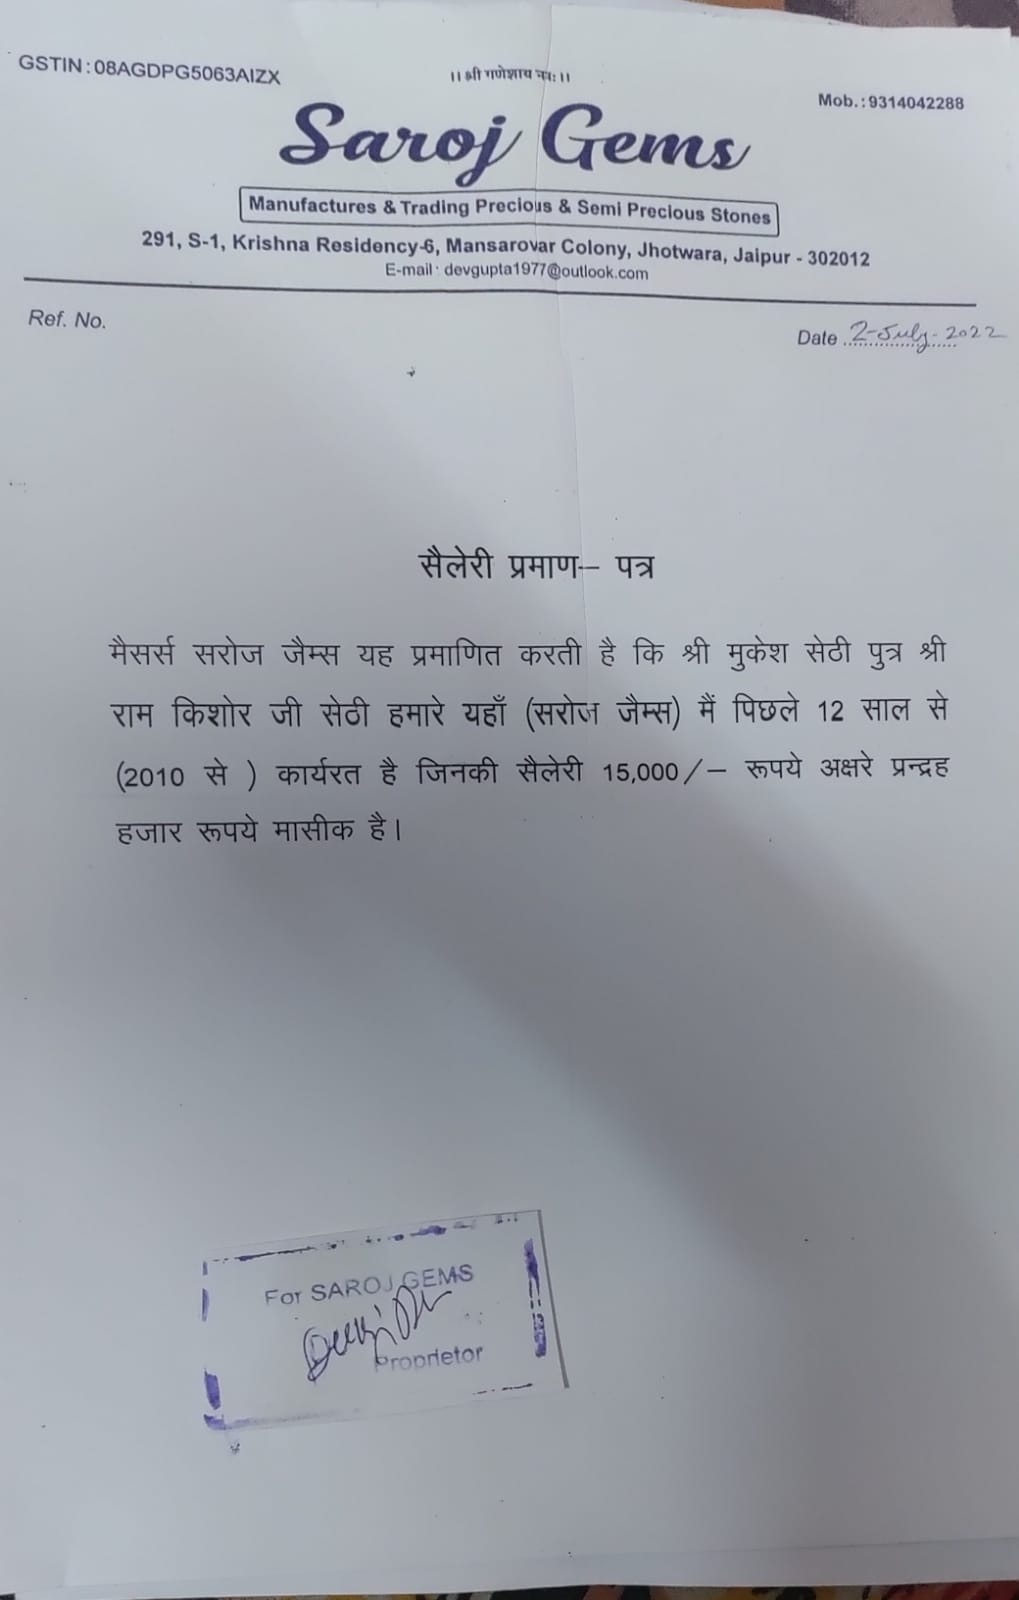 GSTIN : 08AGDPG5063AIZX
।। श्री गणेशाय नमः ।।
Mob. : 9314042288
Saroj Gems
Manufactures & Trading Precious & Semi Precious Stones
291, S-1, Krishna Residency-6, Mansarovar Colony, Jhotwara, Jaipur - 302012
E-mail : devgupta1977@outlook.com
Ref. No.
Date 2-July-2022
सैलेरी प्रमाण– पत्र
मैसर्स सरोज जैम्स यह प्रमाणित करती है कि श्री मुकेश सेठी पुत्र श्री
राम किशोर जी सेठी हमारे यहाँ (सरोज जैम्स) मैं पिछले 12 साल से
(2010 से ) कार्यरत है जिनकी सैलेरी 15,000/– रूपये अक्षरे प्रन्द्रह
हजार रूपये मासीक है।
For SAROJ GEMS
Proprietor